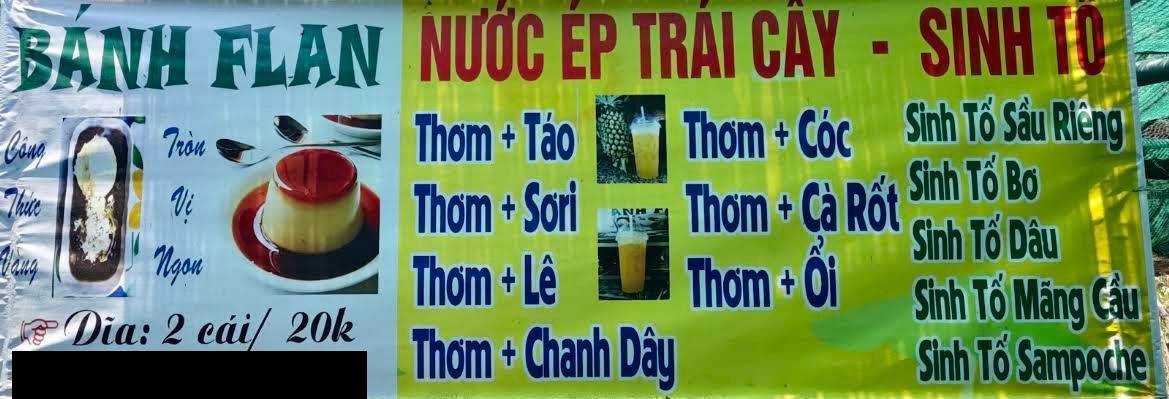 BÁNH FLAN
Công
Thức
Vàng
Tròn
Vị
Ngon
Dĩa: 2 cái/ 20k
NƯỚC ÉP TRÁI CÂY - SINH TỐ
Thơm + Táo
Thơm + Sơri
Thơm + Lê
Thơm + Chanh Dây
Thơm + Cóc
Thơm + Cà Rốt
Thơm + Ổi
Sinh Tố Sầu Riêng
Sinh Tố Bơ
Sinh Tố Dâu
Sinh Tố Mãng Cầu
Sinh Tố Sampoche